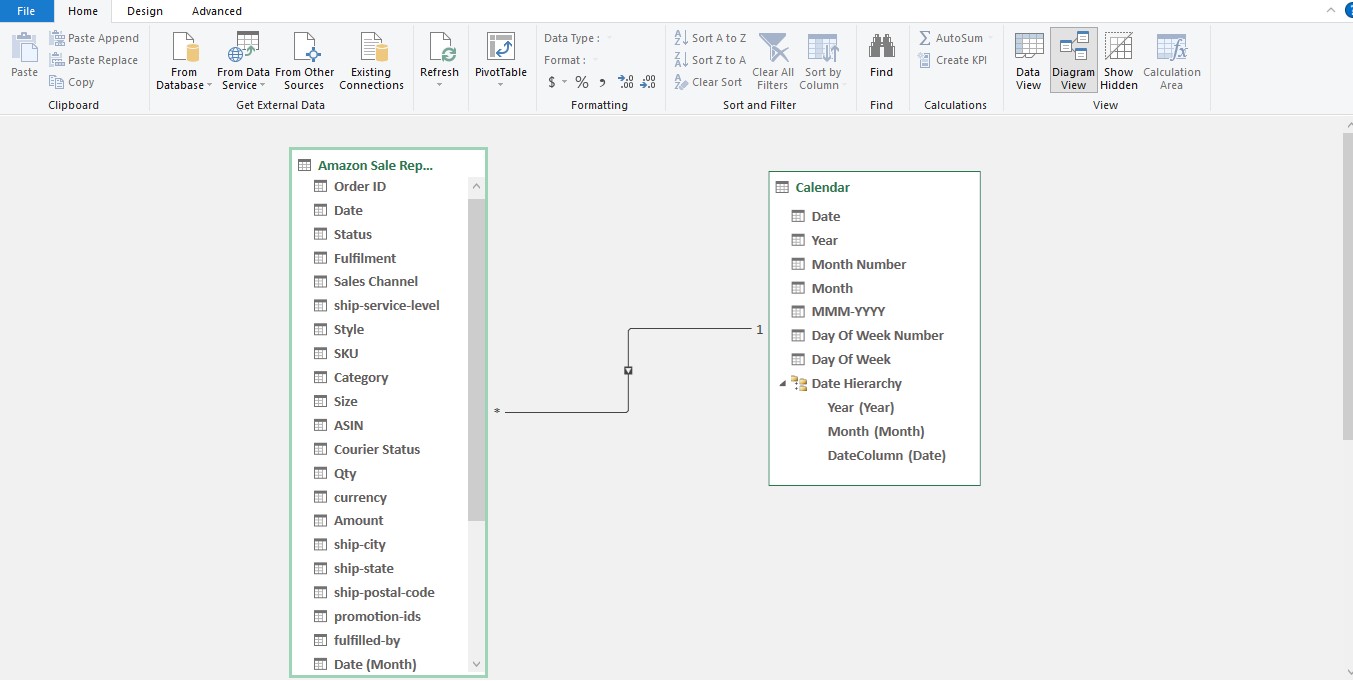 File Home Design Advanced
Paste
Paste Append
Paste Replace
Copy
Clipboard
From Database
From Data Service
From Other Sources
Existing Connections
Get External Data
Refresh
PivotTable
Data Type :
Format :
$ % , .00 .00
Formatting
Sort A to Z
Sort Z to A
Clear Sort
Clear All Filters
Sort by Column
Sort and Filter
Find
Find
AutoSum
Create KPI
Calculations
Data View
Diagram View
Show Hidden
Calculation Area
View
Amazon Sale Rep...
Order ID
Date
Status
Fulfilment
Sales Channel
ship-service-level
Style
SKU
Category
Size
ASIN
Courier Status
Qty
currency
Amount
ship-city
ship-state
ship-postal-code
promotion-ids
fulfilled-by
Date (Month)
*
1
Calendar
Date
Year
Month Number
Month
MMM-YYYY
Day Of Week Number
Day Of Week
Date Hierarchy
Year (Year)
Month (Month)
DateColumn (Date)